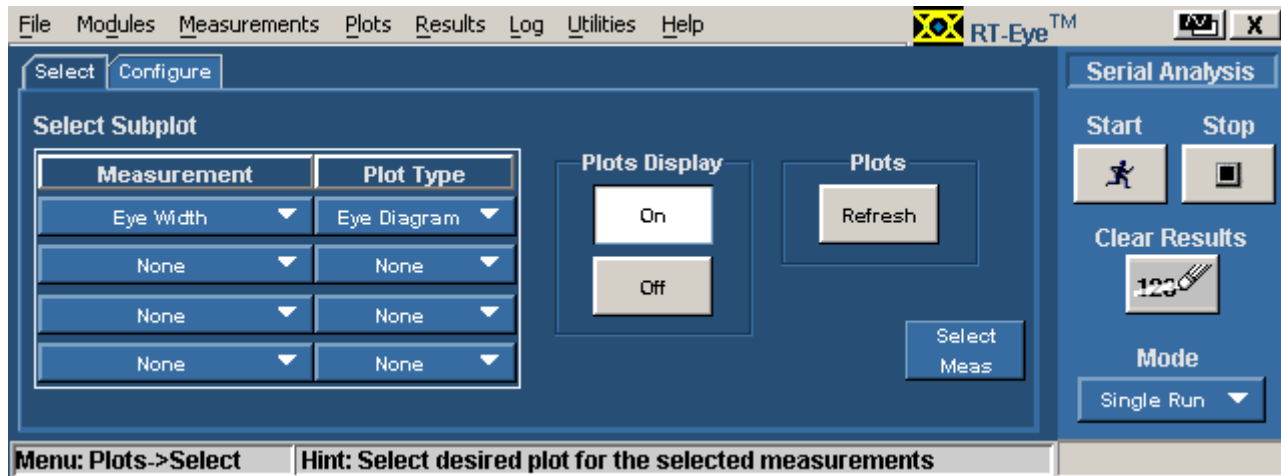 File Modules Measurements Plots Results Log Utilities Help RT-Eye™ X
Select Configure Serial Analysis
Select Subplot Start Stop
Measurement Plot Type Plots Display Plots
Eye Width Eye Diagram On Refresh
Clear Results
None None Off
123
None None
Select
Meas
None None Mode
Single Run
Menu: Plots->Select Hint: Select desired plot for the selected measurements